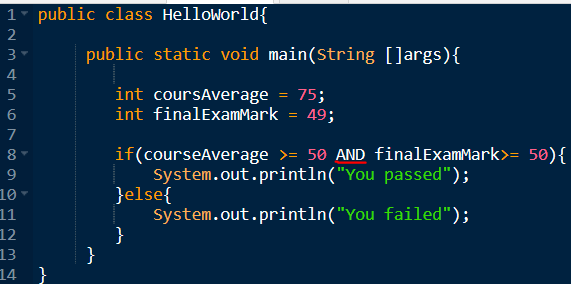 1 public class HelloWorld{
2
3 public static void main(String []args){
4
5 int coursAverage = 75;
6 int finalExamMark = 49;
7
8 if(courseAverage >= 50 AND finalExamMark>= 50){
9 System.out.println("You passed");
10 }else{
11 System.out.println("You failed");
12 }
13 }
14 }